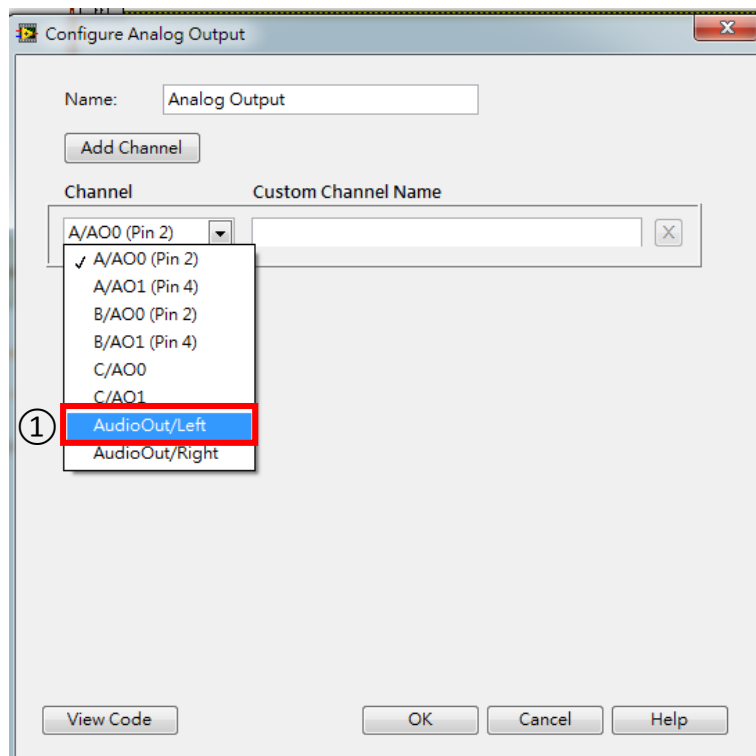 Configure Analog Output
Name: Analog Output
Add Channel
Channel Custom Channel Name
A/AO0 (Pin 2) X
✓ A/AO0 (Pin 2)
A/AO1 (Pin 4)
B/AO0 (Pin 2)
B/AO1 (Pin 4)
C/AO0
C/AO1
① AudioOut/Left
AudioOut/Right
View Code OK Cancel Help